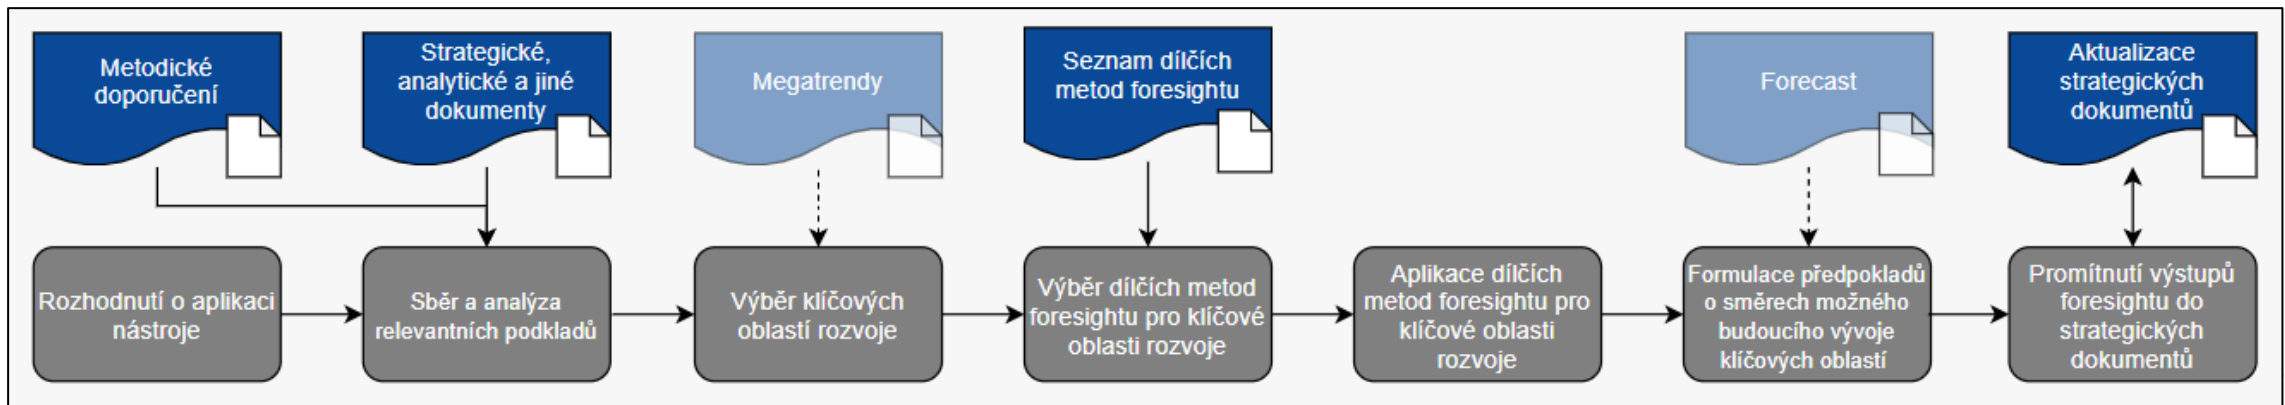 Metodické
doporučení
Strategické,
analytické a jiné
dokumenty
Megatrendy
Seznam dílčích
metod foresightu
Forecast
Aktualizace
strategických
dokumentů
Rozhodnutí o aplikaci
nástroje
Sběr a analýza
relevantních podkladů
Výběr klíčových
oblastí rozvoje
Výběr dílčích metod
foresightu pro klíčové
oblasti rozvoje
Aplikace dílčích
metod foresightu pro
klíčové oblasti
rozvoje
Formulace předpokladů
o směrech možného
budoucího vývoje
klíčových oblastí
Promítnutí výstupů
foresightu do
strategických
dokumentů